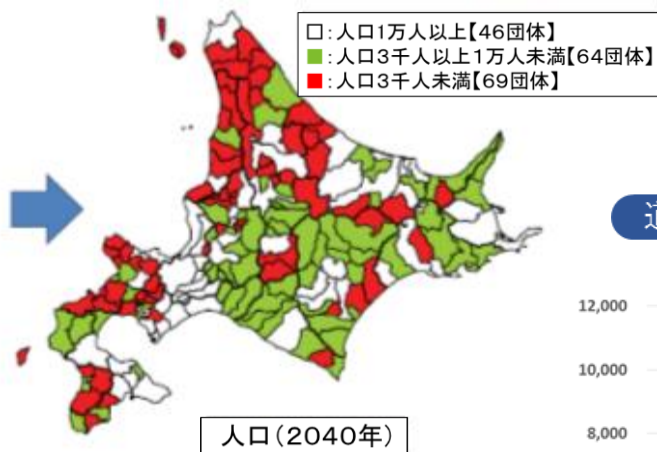 □:人口1万人以上【46団体】
■:人口3千人以上1万人未満【64団体】
■:人口3千人未満【69団体】
12,000
10,000
8,000
人口(2040年)